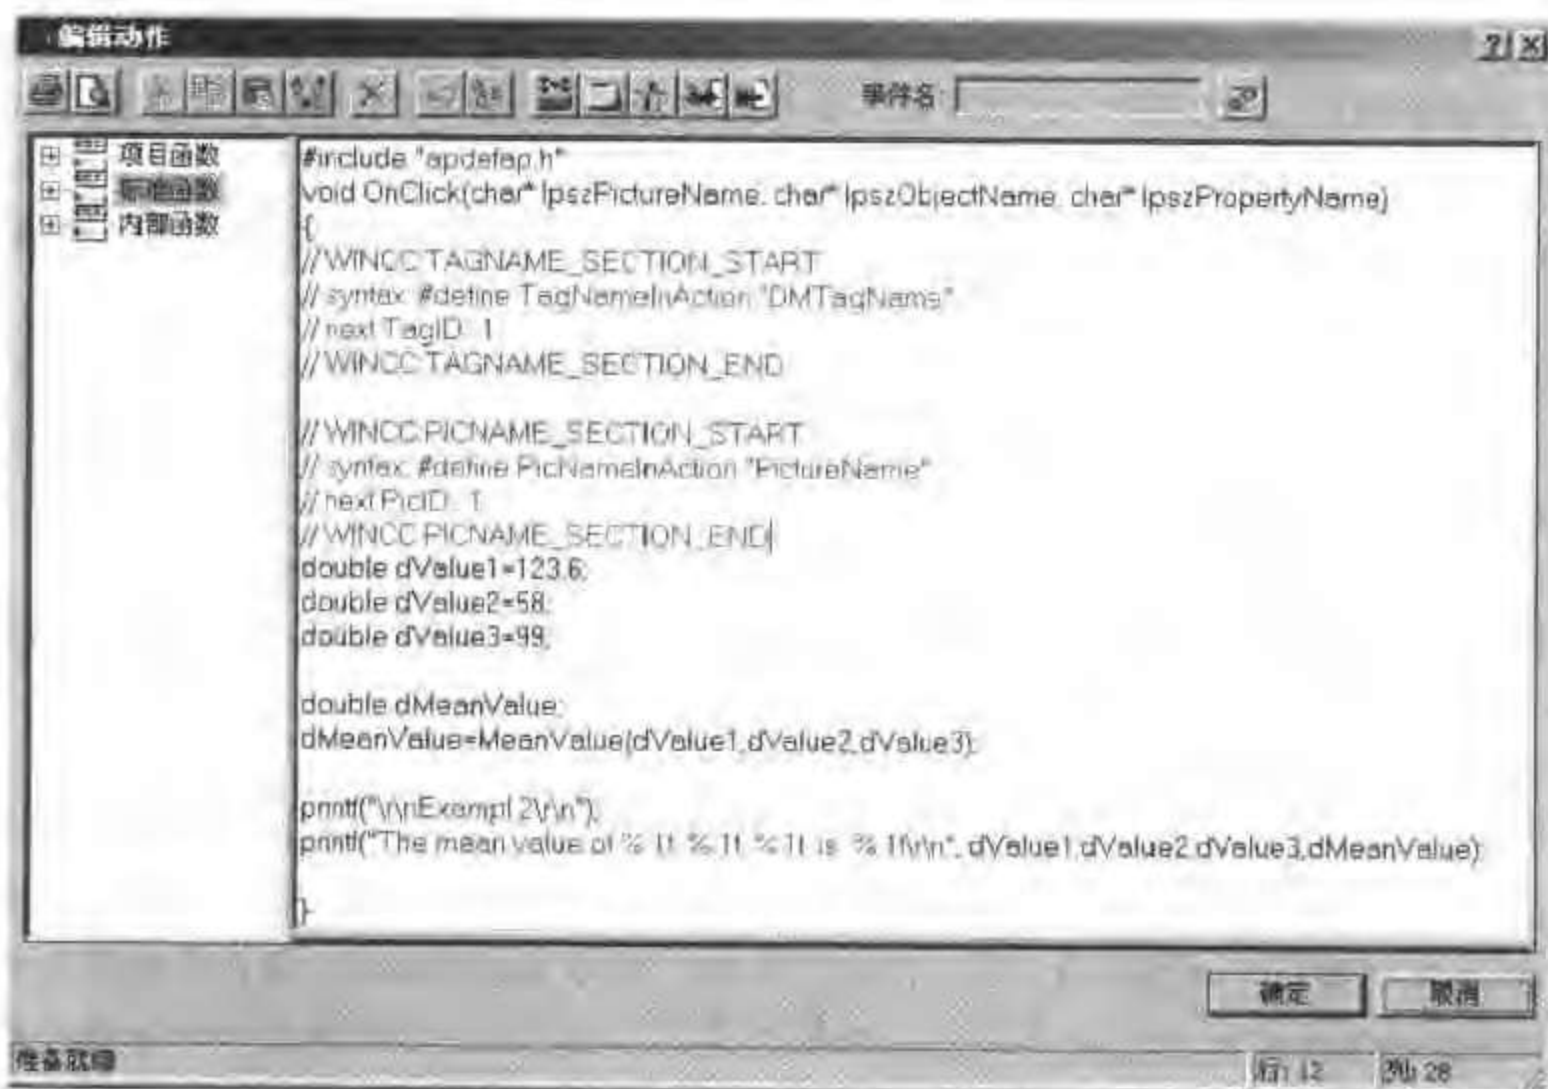 编辑动作
事件名:
项目函数
标准函数
内部函数
#include "apdefap.h"
void OnClick(char* lpszPictureName, char* lpszObjectName, char* lpszPropertyName)
{
// WINCC:TAGNAME_SECTION_START
// syntax: #define TagNameInAction "DMTagName"
// next TagID : 1
// WINCC:TAGNAME_SECTION_END
// WINCC:PICNAME_SECTION_START
// syntax: #define PicNameInAction "PictureName"
// next PicID : 1
// WINCC:PICNAME_SECTION_END
double dValue1=123.6;
double dValue2=58;
double dValue3=99;
double dMeanValue;
dMeanValue=MeanValue(dValue1,dValue2,dValue3);
printf("\r\nExampl 2\r\n");
printf("The mean value of % lf % lf % lf is % lf\r\n", dValue1,dValue2,dValue3,dMeanValue);
}
确定
取消
准备就绪
行: 12
列: 28